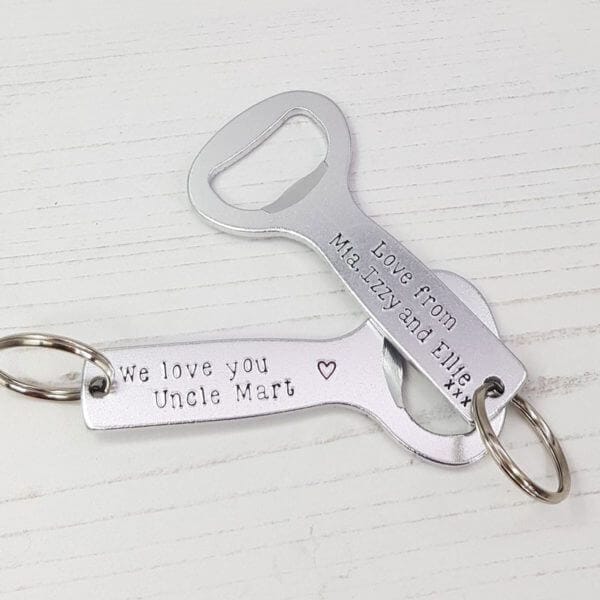 We love you
Uncle Mart
Love from
Mia, Izzy and Ellie
xxx